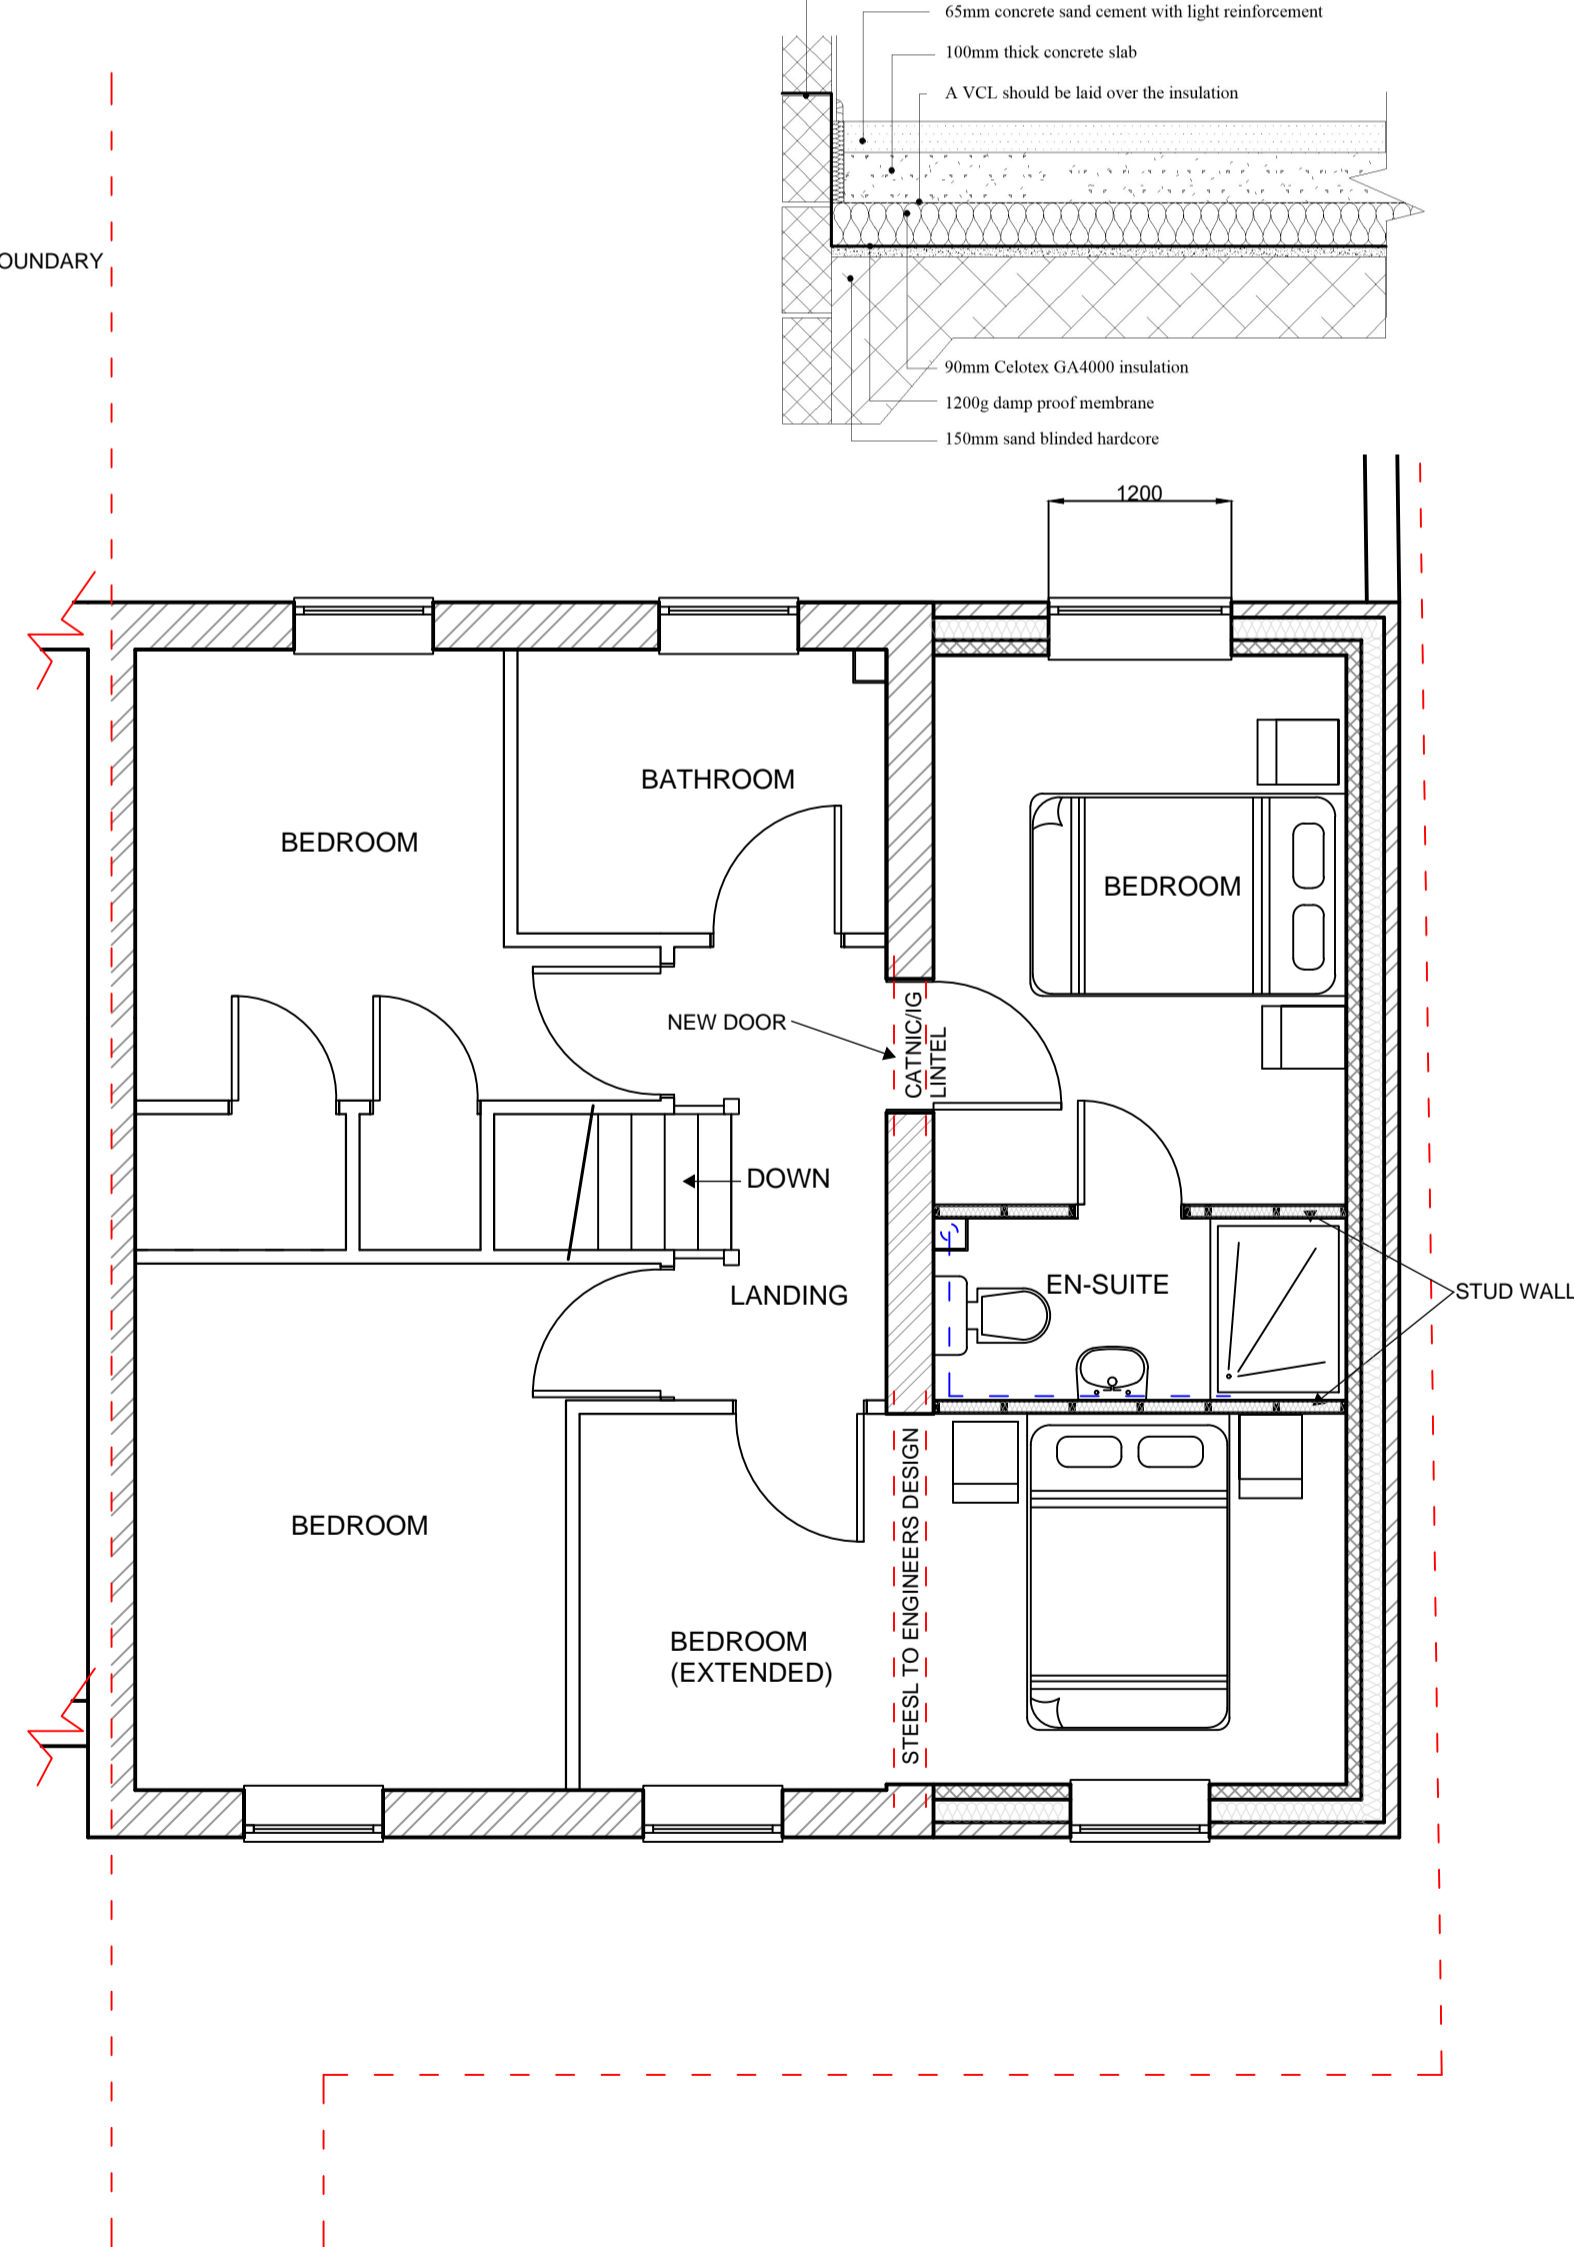 65mm concrete sand cement with light reinforcement
100mm thick concrete slab
A VCL should be laid over the insulation
OUNDARY
90mm Celotex GA4000 insulation
1200g damp proof membrane
150mm sand blinded hardcore
1200
BATHROOM
BEDROOM
BEDROOM
NEW DOOR
CATNIC/IG
LINTEL
DOWN
EN-SUITE
LANDING
STUD WALL
BEDROOM
STEESL TO ENGINEERS DESIGN
BEDROOM
(EXTENDED)